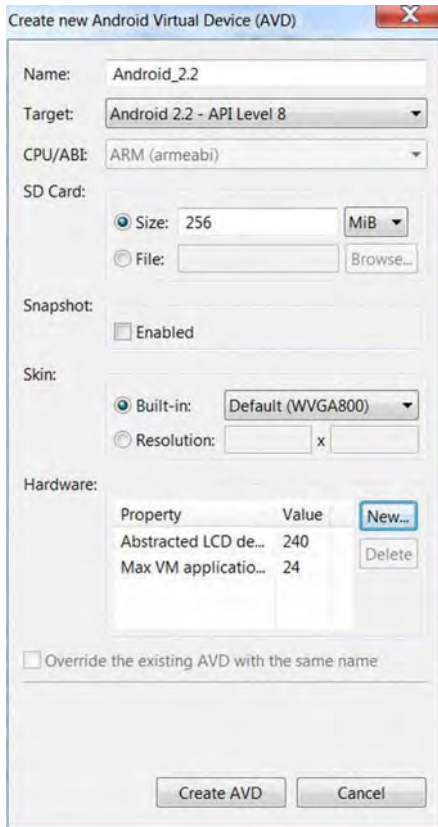 Create new Android Virtual Device (AVD)
Name: Android_2.2
Target: Android 2.2 - API Level 8
CPU/ABI: ARM (armeabi)
SD Card:
Size: 256 MiB
File: Browse...
Snapshot:
Enabled
Skin:
Built-in: Default (WVGA800)
Resolution: x
Hardware:
Property Value New...
Abstracted LCD de... 240
Delete
Max VM applicatio... 24
Override the existing AVD with the same name
Create AVD Cancel